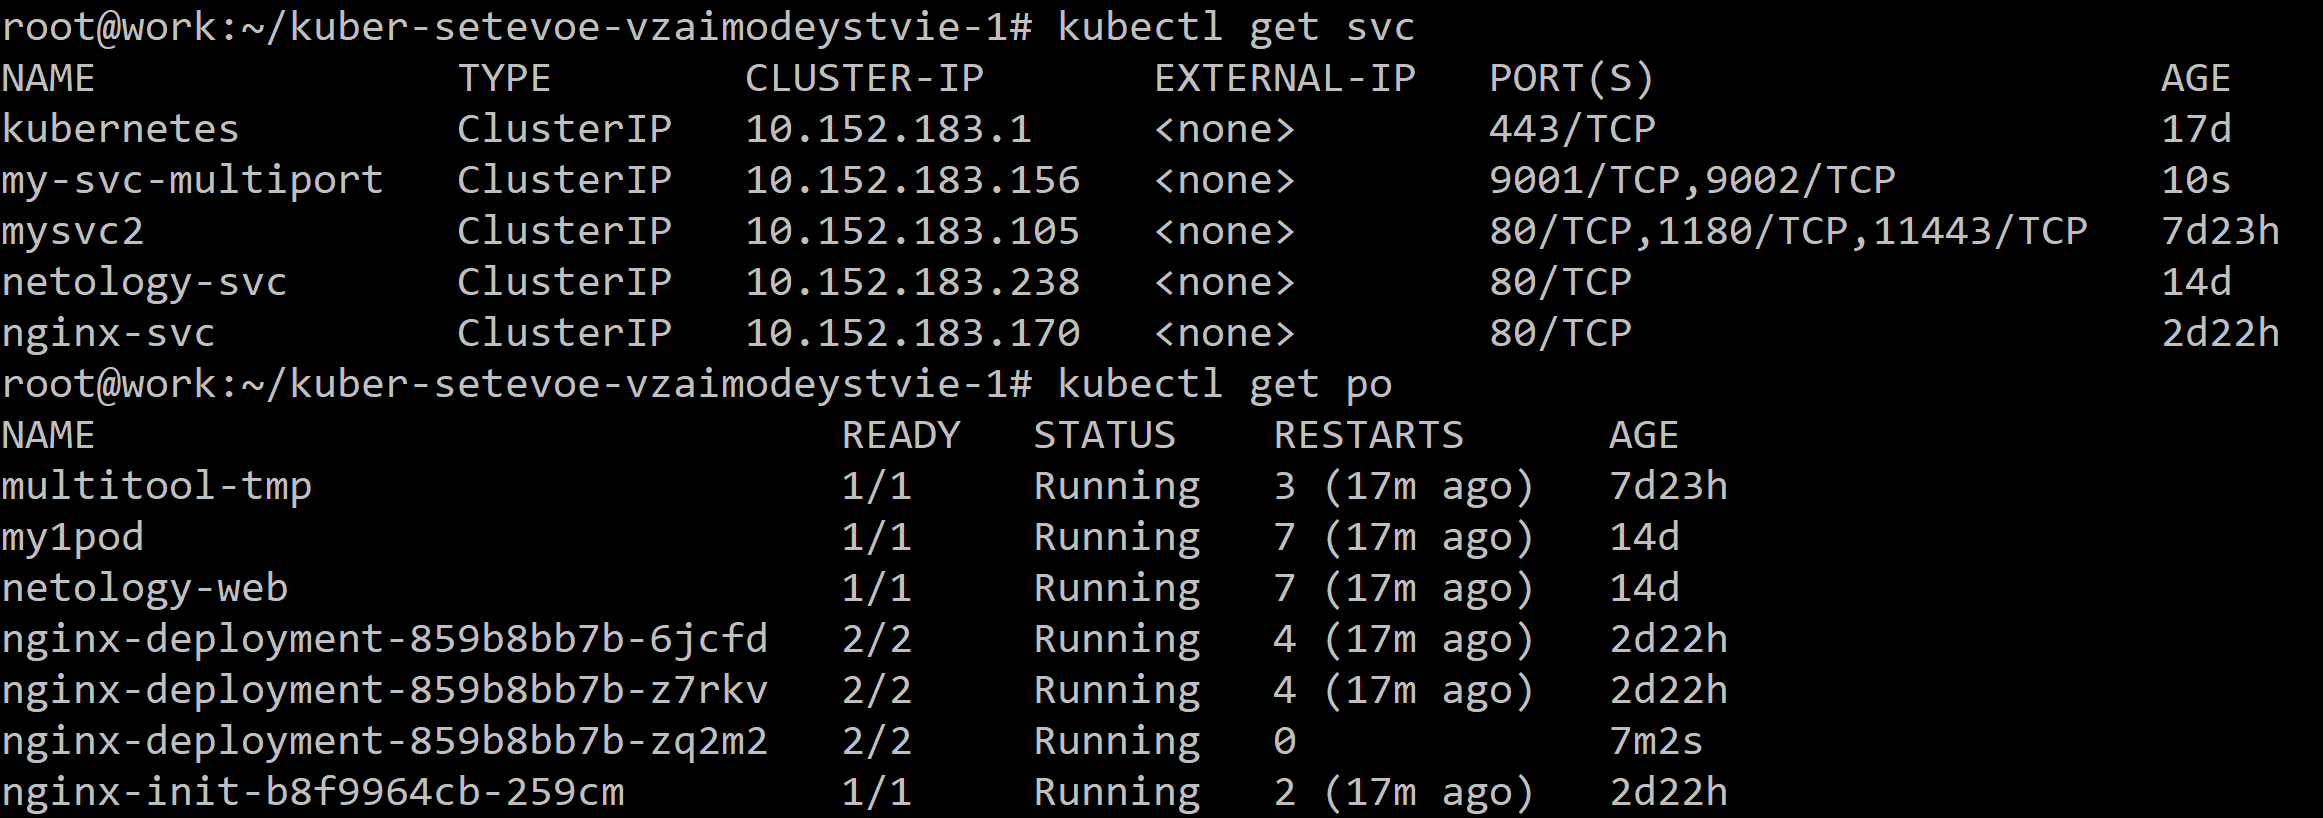 root@work:~/kuber-setevoe-vzaimodeystvie-1# kubectl get svc
NAME               TYPE        CLUSTER-IP       EXTERNAL-IP   PORT(S)                     AGE
kubernetes         ClusterIP   10.152.183.1     <none>        443/TCP                     17d
my-svc-multiport   ClusterIP   10.152.183.156   <none>        9001/TCP,9002/TCP           10s
mysvc2             ClusterIP   10.152.183.105   <none>        80/TCP,1180/TCP,11443/TCP   7d23h
netology-svc       ClusterIP   10.152.183.238   <none>        80/TCP                      14d
nginx-svc          ClusterIP   10.152.183.170   <none>        80/TCP                      2d22h
root@work:~/kuber-setevoe-vzaimodeystvie-1# kubectl get po
NAME                               READY   STATUS    RESTARTS      AGE
multitool-tmp                      1/1     Running   3 (17m ago)   7d23h
my1pod                             1/1     Running   7 (17m ago)   14d
netology-web                       1/1     Running   7 (17m ago)   14d
nginx-deployment-859b8bb7b-6jcfd   2/2     Running   4 (17m ago)   2d22h
nginx-deployment-859b8bb7b-z7rkv   2/2     Running   4 (17m ago)   2d22h
nginx-deployment-859b8bb7b-zq2m2   2/2     Running   0             7m2s
nginx-init-b8f9964cb-259cm         1/1     Running   2 (17m ago)   2d22h